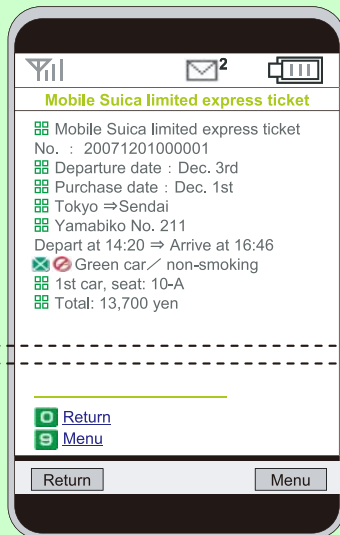 2
Mobile Suica limited express ticket
Mobile Suica limited express ticket
No. : 20071201000001
Departure date : Dec. 3rd
Purchase date : Dec. 1st
Tokyo ⇒Sendai
Yamabiko No. 211
Depart at 14:20 ⇒ Arrive at 16:46
Green car／ non-smoking
1st car, seat: 10-A
Total: 13,700 yen
0 Return
9 Menu
Return Menu